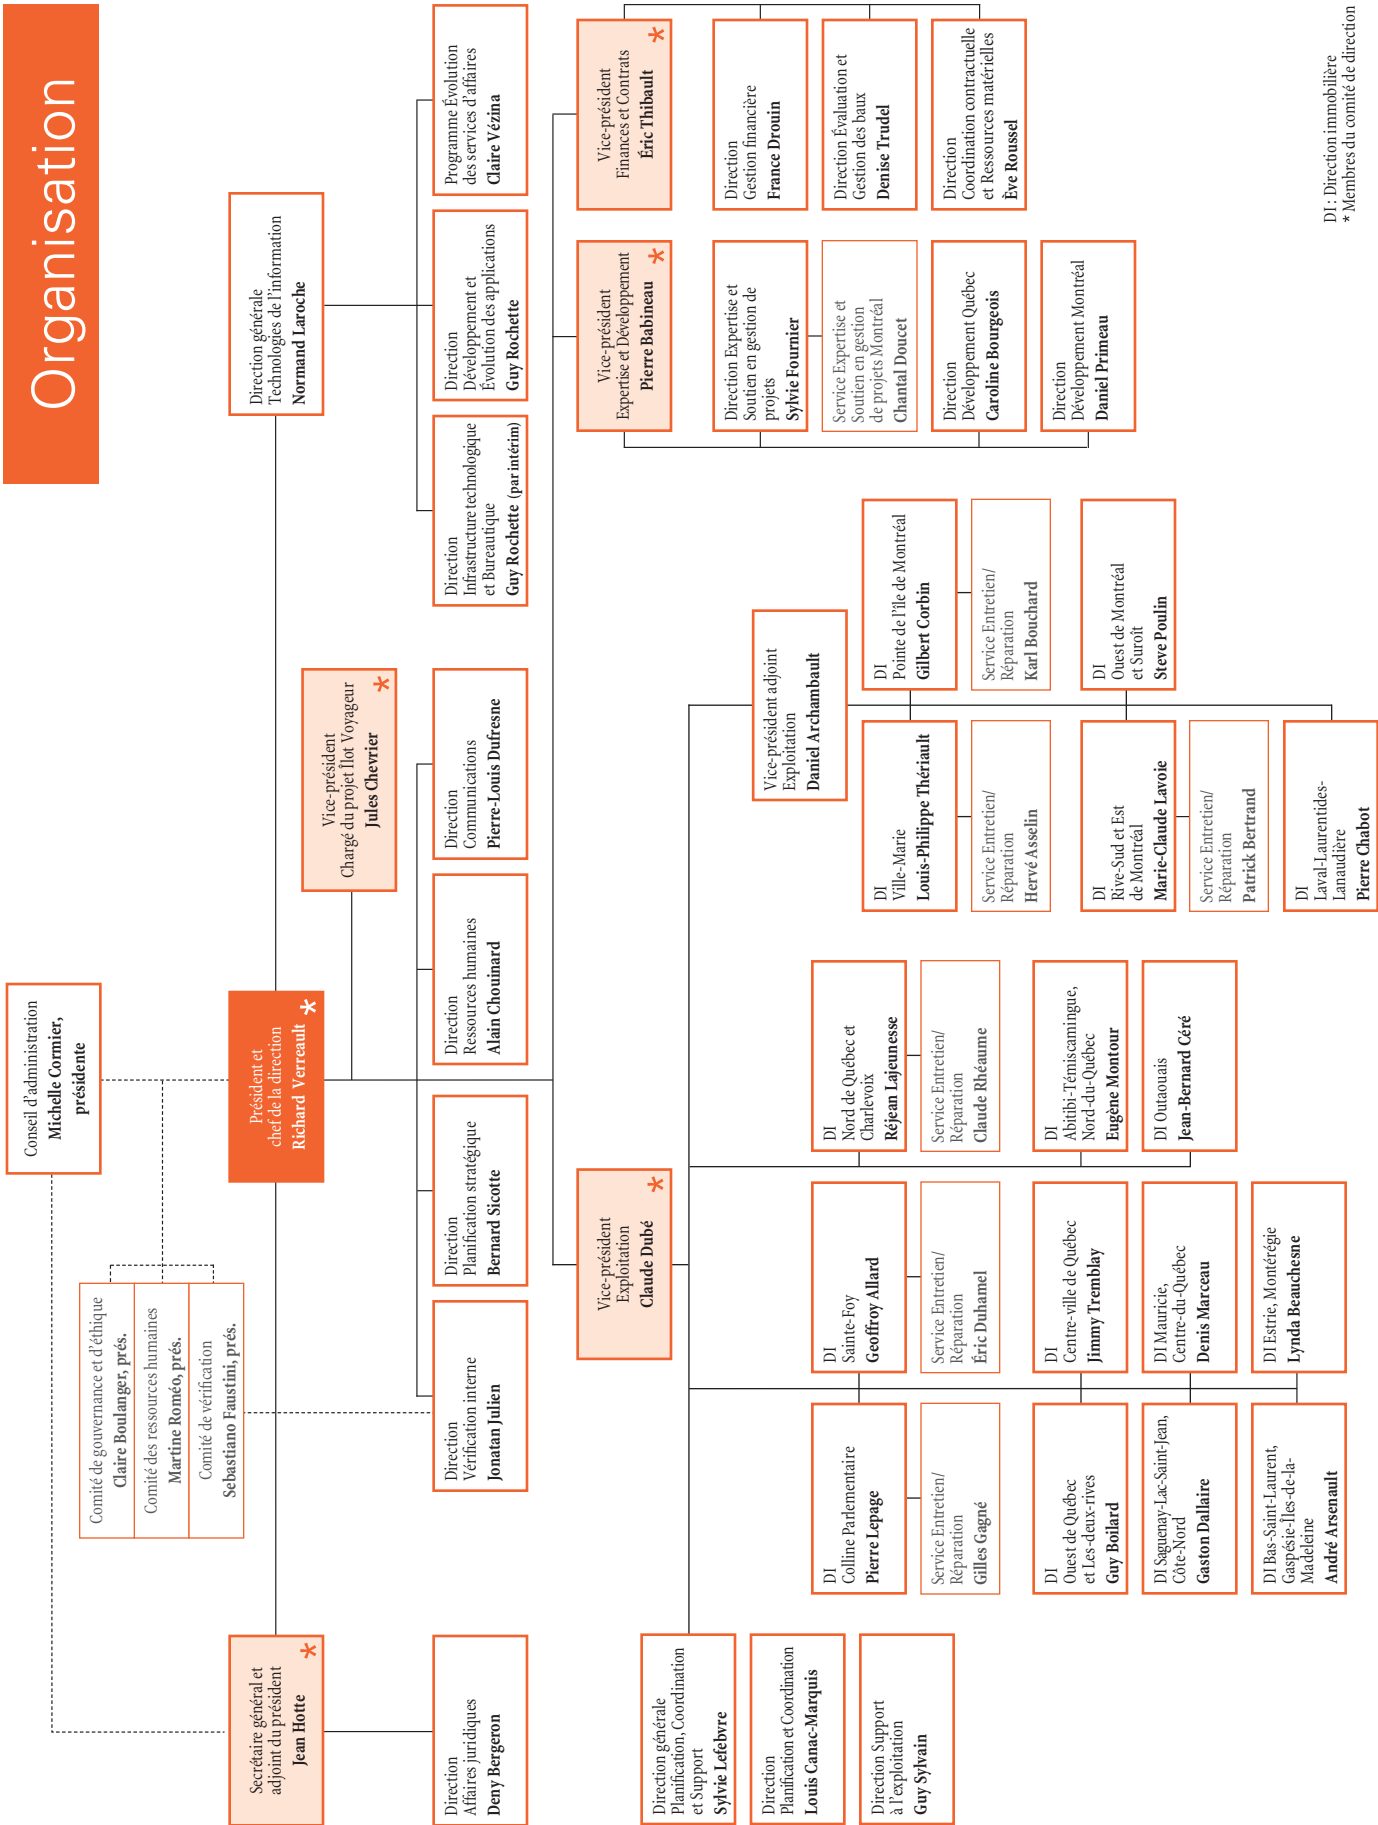 Organisation
Conseil d'administration
Michelle Cormier,
présidente
Comité de gouvernance et d'éthique
Claire Boulanger, prés.
Comité des ressources humaines
Martine Roméo, prés.
Comité de vérification
Sebastiano Faustini, prés.
Secrétaire général et
adjoint du président
Jean Hotte
*
Président et
chef de la direction
Richard Verreault
*
Direction générale
Technologies de l'information
Normand Laroche
Vice-président
Chargé du projet Îlot Voyageur
Jules Chevrier
*
Direction
Affaires juridiques
Deny Bergeron
Direction
Vérification interne
Jonatan Julien
Direction
Planification stratégique
Bernard Sicotte
Direction
Ressources humaines
Alain Chouinard
Direction
Communications
Pierre-Louis Dufresne
Direction
Infrastructure technologique
et Bureautique
Guy Rochette (par intérim)
Direction
Développement et
Évolution des applications
Guy Rochette
Programme Évolution
des services d'affaires
Claire Vézina
Vice-président
Exploitation
Claude Dubé
*
Vice-président
Expertise et Développement
Pierre Babineau
*
Vice-président
Finances et Contrats
Éric Thibault
*
Direction générale
Planification, Coordination
et Support
Sylvie Lefebvre
Direction
Planification et Coordination
Louis Canac-Marquis
Direction Support
à l'exploitation
Guy Sylvain
DI
Colline Parlementaire
Pierre Lepage
Service Entretien/
Réparation
Gilles Gagné
DI
Ouest de Québec
et Les-deux-rives
Guy Boilard
DI Saguenay-Lac-Saint-Jean,
Côte-Nord
Gaston Dallaire
DI Bas-Saint-Laurent,
Gaspésie-Îles-de-la-
Madeleine
André Arsenault
DI
Sainte-Foy
Geoffroy Allard
Service Entretien/
Réparation
Éric Duhamel
DI
Centre-ville de Québec
Jimmy Tremblay
DI Mauricie,
Centre-du-Québec
Denis Marceau
DI Estrie, Montérégie
Lynda Beauchesne
DI
Nord de Québec et
Charlevoix
Réjean Lajeunesse
Service Entretien/
Réparation
Claude Rhéaume
DI
Abitibi-Témiscamingue,
Nord-du-Québec
Eugène Montour
DI Outaouais
Jean-Bernard Céré
Vice-président adjoint
Exploitation
Daniel Archambault
DI
Ville-Marie
Louis-Philippe Thériault
Service Entretien/
Réparation
Hervé Asselin
DI
Rive-Sud et Est
de Montréal
Marie-Claude Lavoie
Service Entretien/
Réparation
Patrick Bertrand
DI
Laval-Laurentides-
Lanaudière
Pierre Chabot
DI
Pointe de l'île de Montréal
Gilbert Corbin
Service Entretien/
Réparation
Karl Bouchard
DI
Ouest de Montréal
et Suroît
Steve Poulin
Direction Expertise et
Soutien en gestion de
projets
Sylvie Fournier
Service Expertise et
Soutien en gestion
de projets Montréal
Chantal Doucet
Direction
Développement Québec
Caroline Bourgeois
Direction
Développement Montréal
Daniel Primeau
Direction
Gestion financière
France Drouin
Direction Évaluation et
Gestion des baux
Denise Trudel
Direction
Coordination contractuelle
et Ressources matérielles
Ève Roussel
DI : Direction immobilière
* Membres du comité de direction